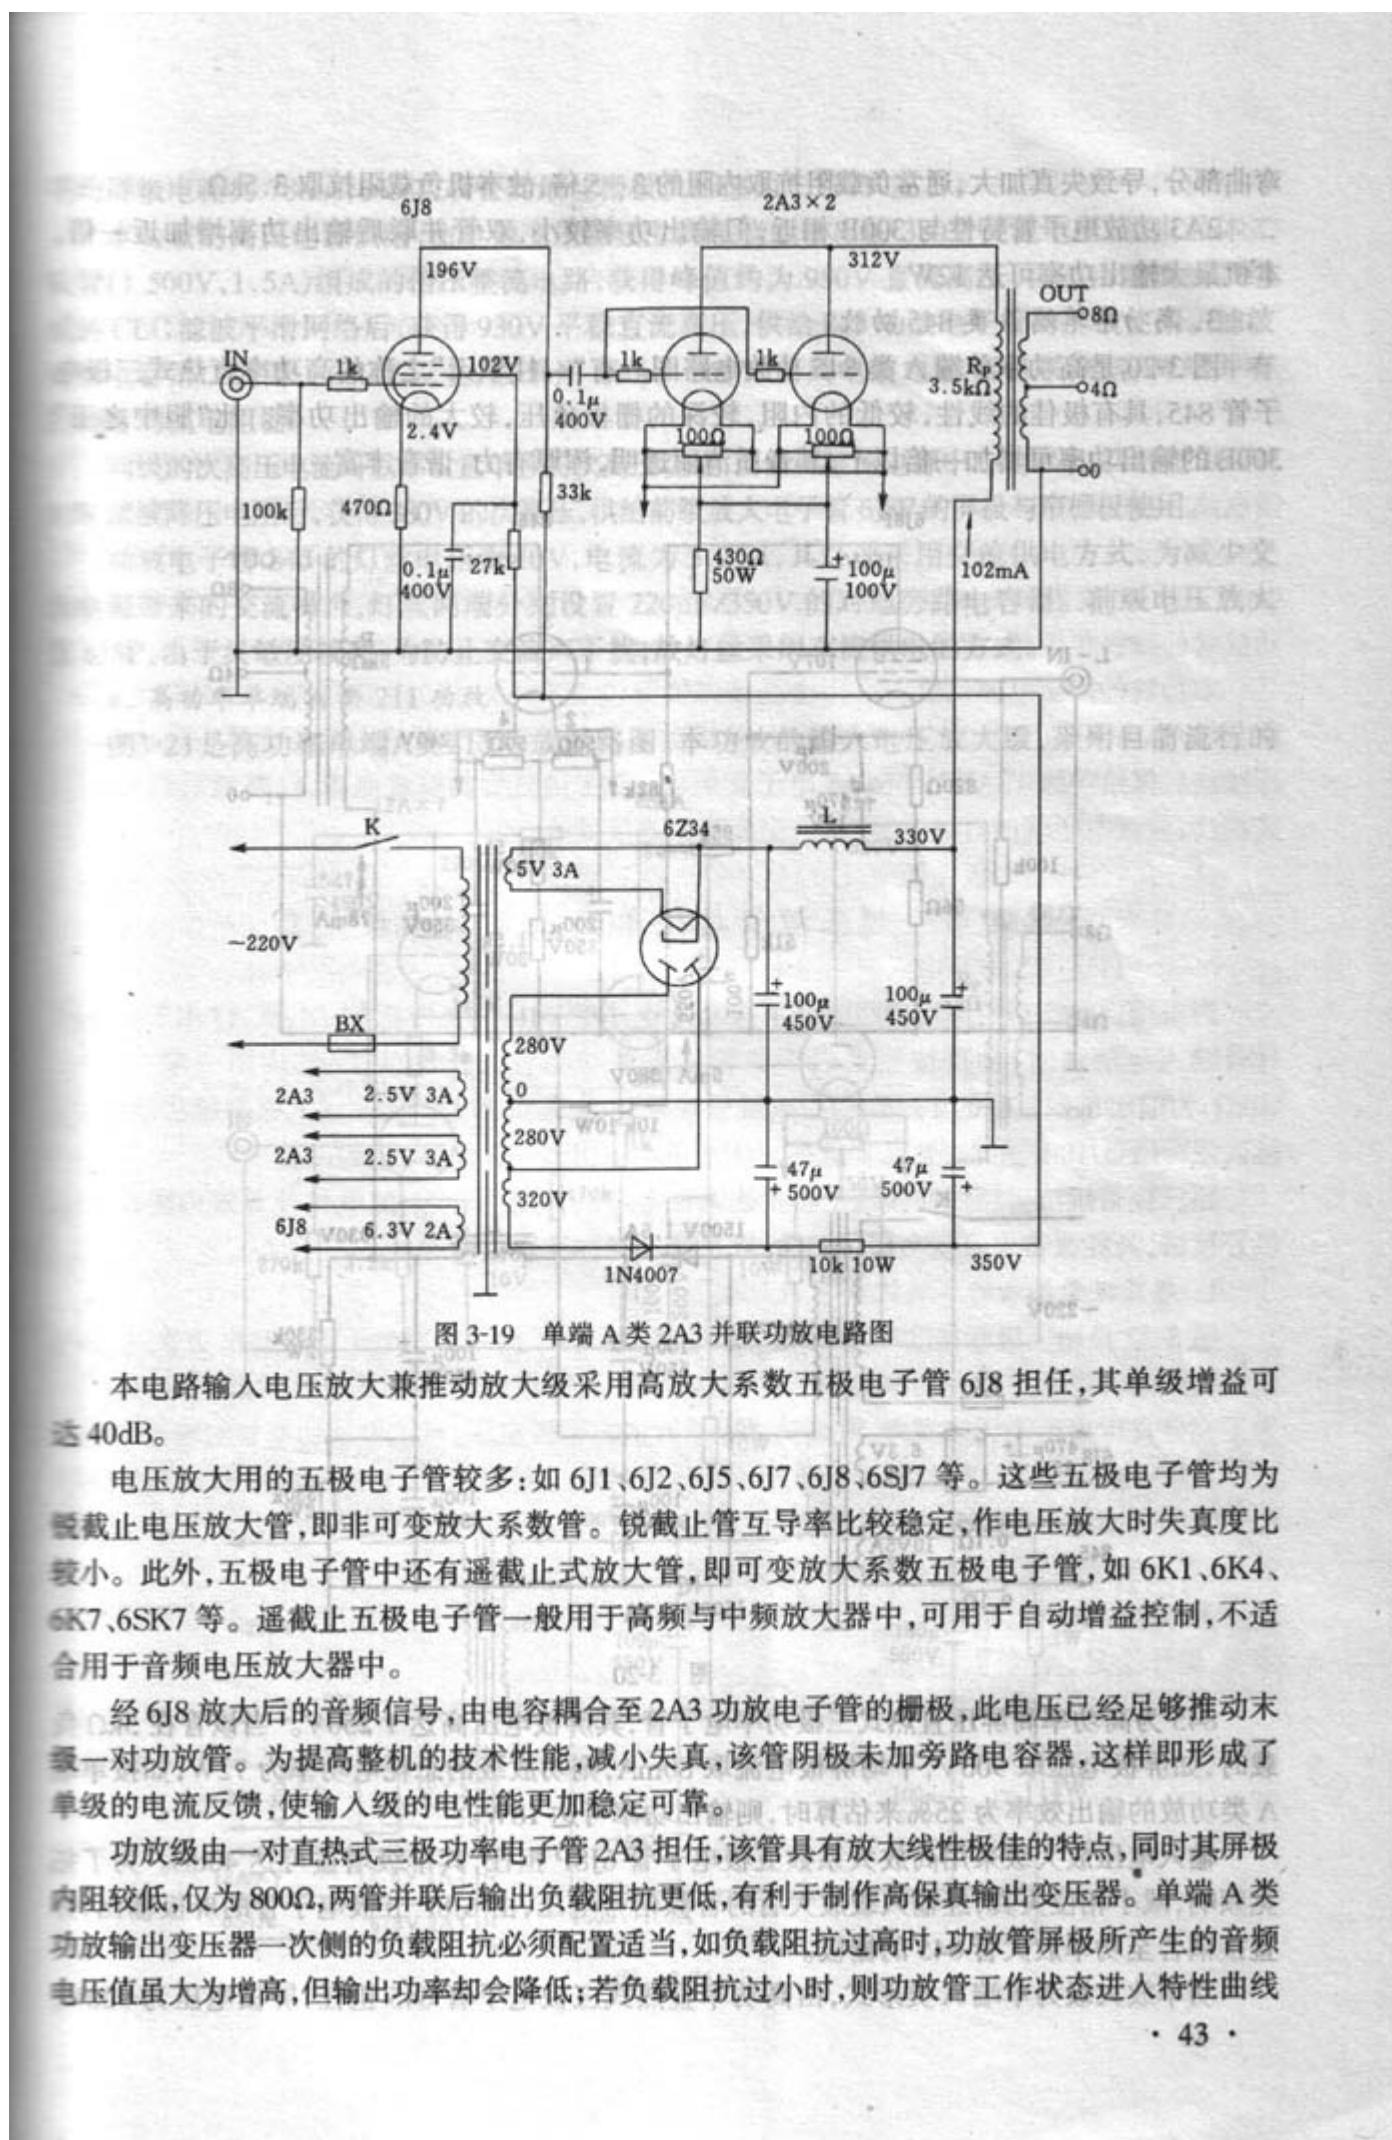 6J8
2A3×2
196V
312V
OUT
8Ω
IN
1k
102V
1k
1k
Rp
3.5kΩ
4Ω
0.1μ
400V
2.4V
100Ω
100Ω
0
100k
470Ω
33k
0.1μ
400V
27k
430Ω
50W
100μ
100V
102mA
K
6Z34
L
330V
5V 3A
~220V
100μ
450V
100μ
450V
BX
280V
0
2A3
2.5V 3A
280V
2A3
2.5V 3A
47μ
500V
47μ
500V
320V
6J8
6.3V 2A
1N4007
10k 10W
350V
图 3-19 单端 A 类 2A3 并联功放电路图
本电路输入电压放大兼推动放大级采用高放大系数五极电子管 6J8 担任,其单级增益可
达 40dB。
电压放大用的五极电子管较多:如 6J1、6J2、6J5、6J7、6J8、6SJ7 等。这些五极电子管均为
锐截止电压放大管,即非可变放大系数管。锐截止管互导率比较稳定,作电压放大时失真度比
较小。此外,五极电子管中还有遥截止式放大管,即可变放大系数五极电子管,如 6K1、6K4、
6K7、6SK7 等。遥截止五极电子管一般用于高频与中频放大器中,可用于自动增益控制,不适
合用于音频电压放大器中。
经 6J8 放大后的音频信号,由电容耦合至 2A3 功放电子管的栅极,此电压已经足够推动末
级一对功放管。为提高整机的技术性能,减小失真,该管阴极未加旁路电容器,这样即形成了
单级的电流反馈,使输入级的电性能更加稳定可靠。
功放级由一对直热式三极功率电子管 2A3 担任,该管具有放大线性极佳的特点,同时其屏极
内阻较低,仅为 800Ω,两管并联后输出负载阻抗更低,有利于制作高保真输出变压器。单端 A 类
功放输出变压器一次侧的负载阻抗必须配置适当,如负载阻抗过高时,功放管屏极所产生的音频
电压值虽大为增高,但输出功率却会降低;若负载阻抗过小时,则功放管工作状态进入特性曲线
· 43 ·